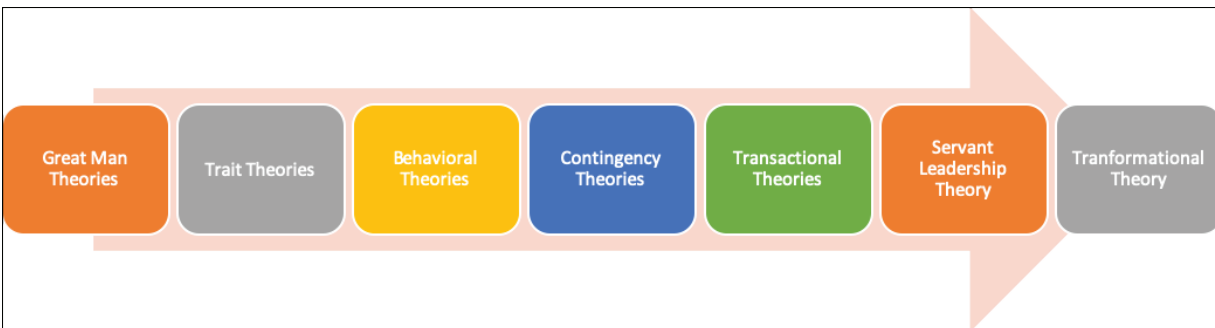 Great Man
Theories
Trait Theories
Behavioral
Theories
Contingency
Theories
Transactional
Theories
Servant
Leadership
Theory
Tranformational
Theory